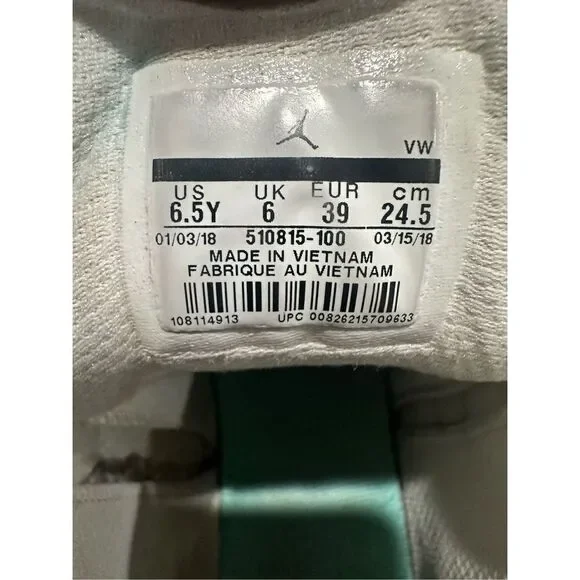 VW
US UK EUR cm
6.5Y 6 39 24.5
01/03/18 510815-100 03/15/18
MADE IN VIETNAM
FABRIQUE AU VIETNAM
108114913 UPC 00826215709633